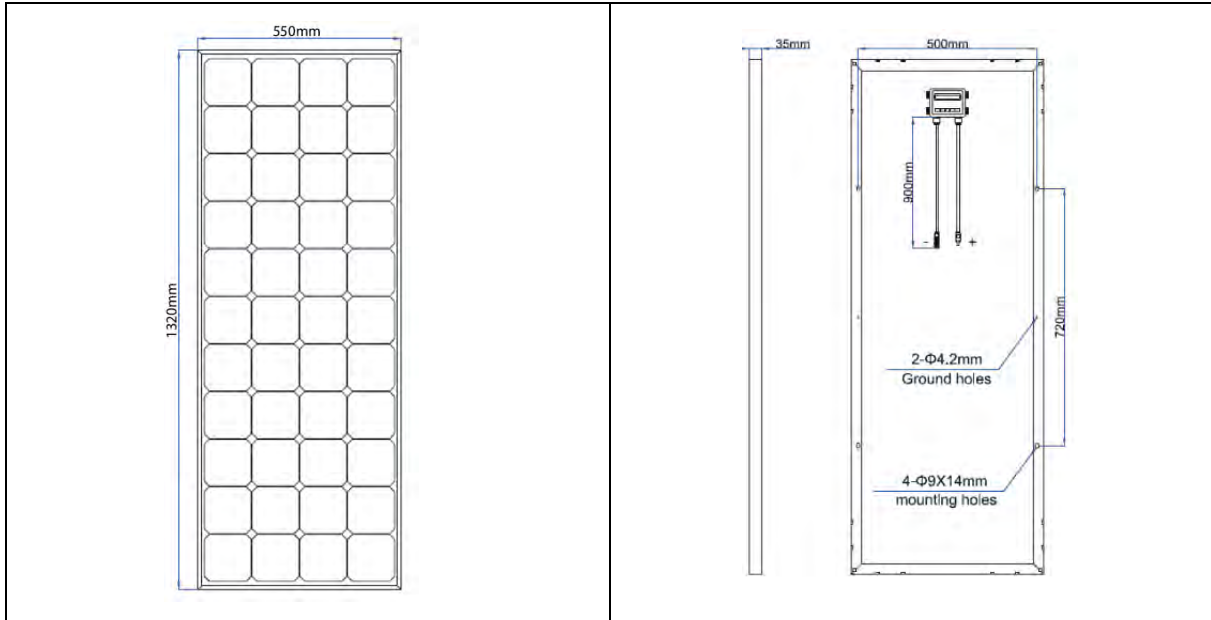 550mm
1320mm
35mm
500mm
900mm
- +
720mm
2-Φ4.2mm
Ground holes
4-Φ9X14mm
mounting holes